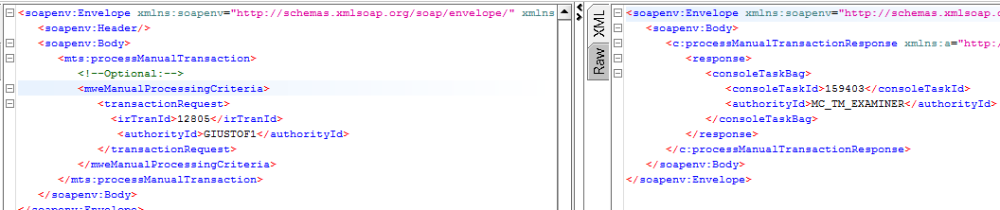 <soapenv:Envelope xmlns:soapenv="http://schemas.xmlsoap.org/soap/envelope/" xmlns
<soapenv:Header/>
<soapenv:Body>
<mts:processManualTransaction>
<!--Optional:-->
<mweManualProcessingCriteria>
<transactionRequest>
<irTranId>12805</irTranId>
<authorityId>GIUSTOF1</authorityId>
</transactionRequest>
</mweManualProcessingCriteria>
</mts:processManualTransaction>
</soapenv:Body>
</soapenv:Envelope>
XML
Raw
<soapenv:Envelope xmlns:soapenv="http://schemas.xmlsoap.o
<soapenv:Body>
<c:processManualTransactionResponse xmlns:a="http:/
<response>
<consoleTaskBag>
<consoleTaskId>159403</consoleTaskId>
<authorityId>MC_TM_EXAMINER</authorityId>
</consoleTaskBag>
</response>
</c:processManualTransactionResponse>
</soapenv:Body>
</soapenv:Envelope>